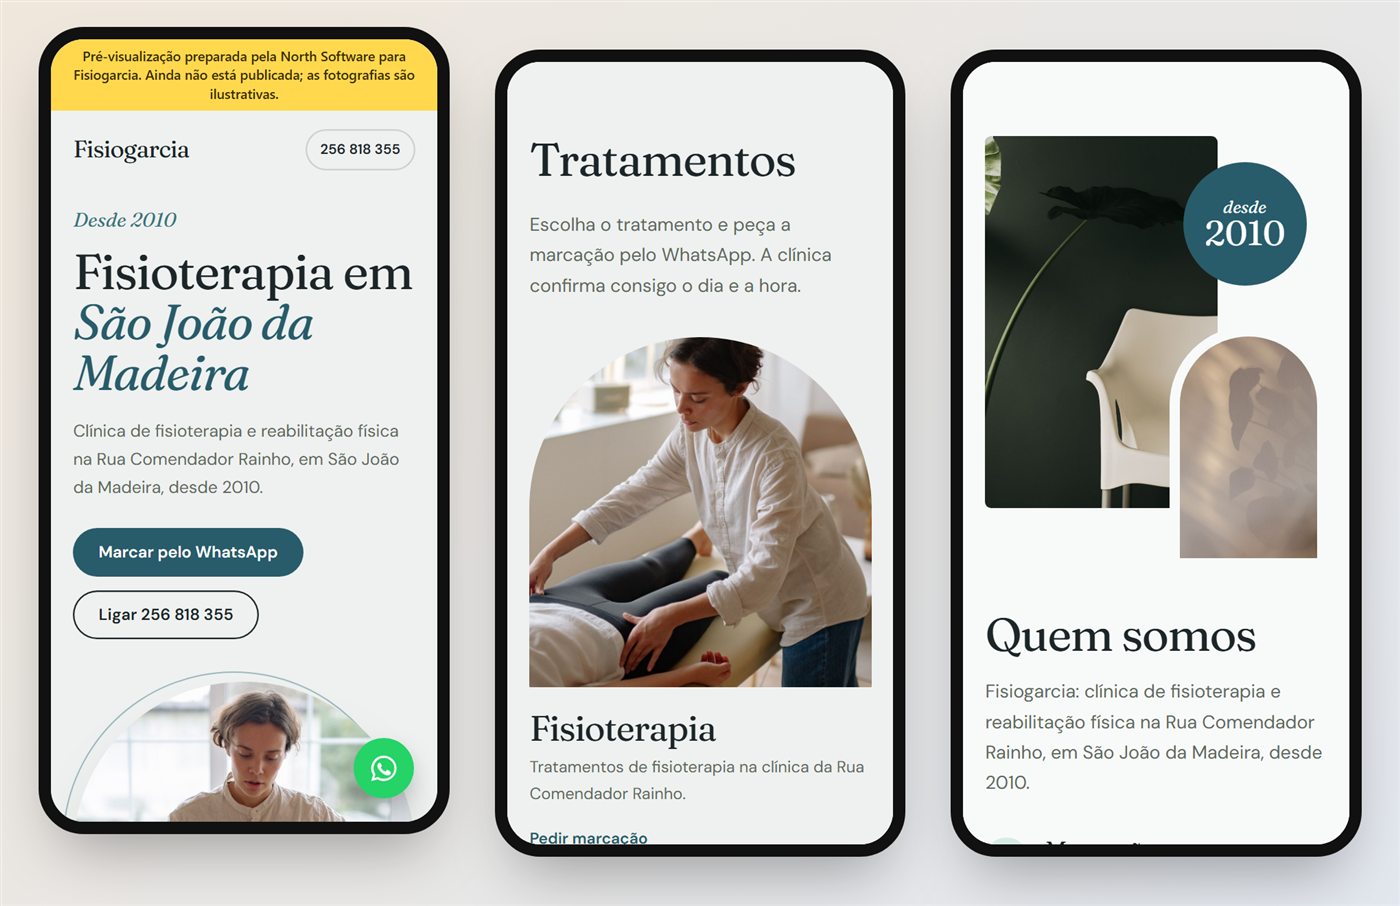 Pré-visualização preparada pela North Software para
Fisiogarcia. Ainda não está publicada; as fotografias são
ilustrativas.
Fisiogarcia
256 818 355
Desde 2010
Fisioterapia em
São João da
Madeira
Clínica de fisioterapia e reabilitação física
na Rua Comendador Rainho, em São João
da Madeira, desde 2010.
Marcar pelo WhatsApp
Ligar 256 818 355
Tratamentos
Escolha o tratamento e peça a
marcação pelo WhatsApp. A clínica
confirma consigo o dia e a hora.
Fisioterapia
Tratamentos de fisioterapia na clínica da Rua
Comendador Rainho.
Pedir marcação
desde
2010
Quem somos
Fisiogarcia: clínica de fisioterapia e
reabilitação física na Rua Comendador
Rainho, em São João da Madeira, desde
2010.